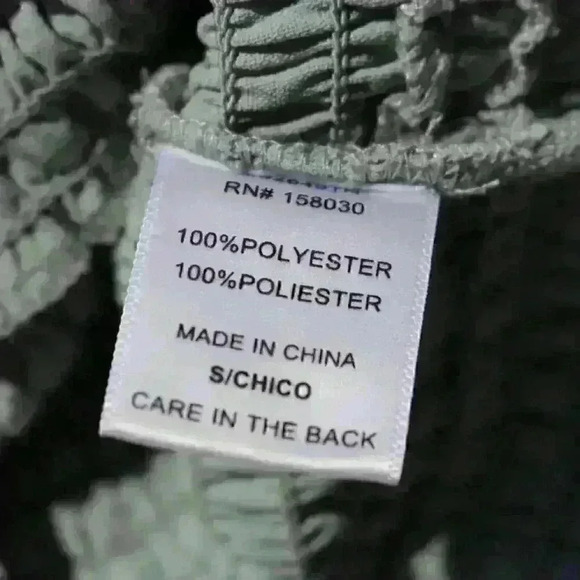 RN# 158030
100%POLYESTER
100%POLIESTER
MADE IN CHINA
S/CHICO
CARE IN THE BACK